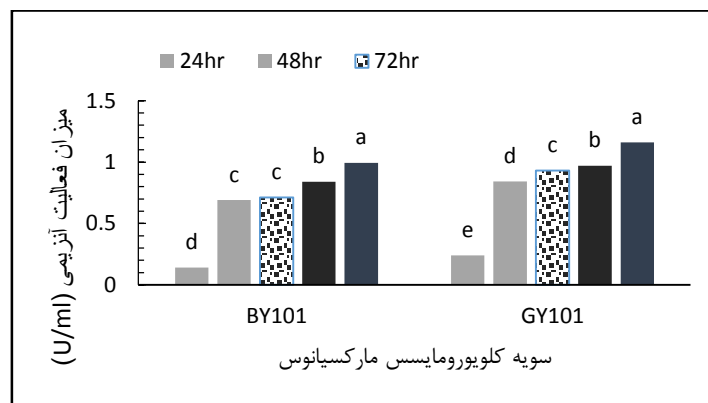 24hr 48hr 72hr
میزان فعالیت آنزیمی (U/ml)
1.5
1
0.5
0
d c c b a
e d c b a
BY101 GY101
سویه کلویورومایسس مارکسیانوس